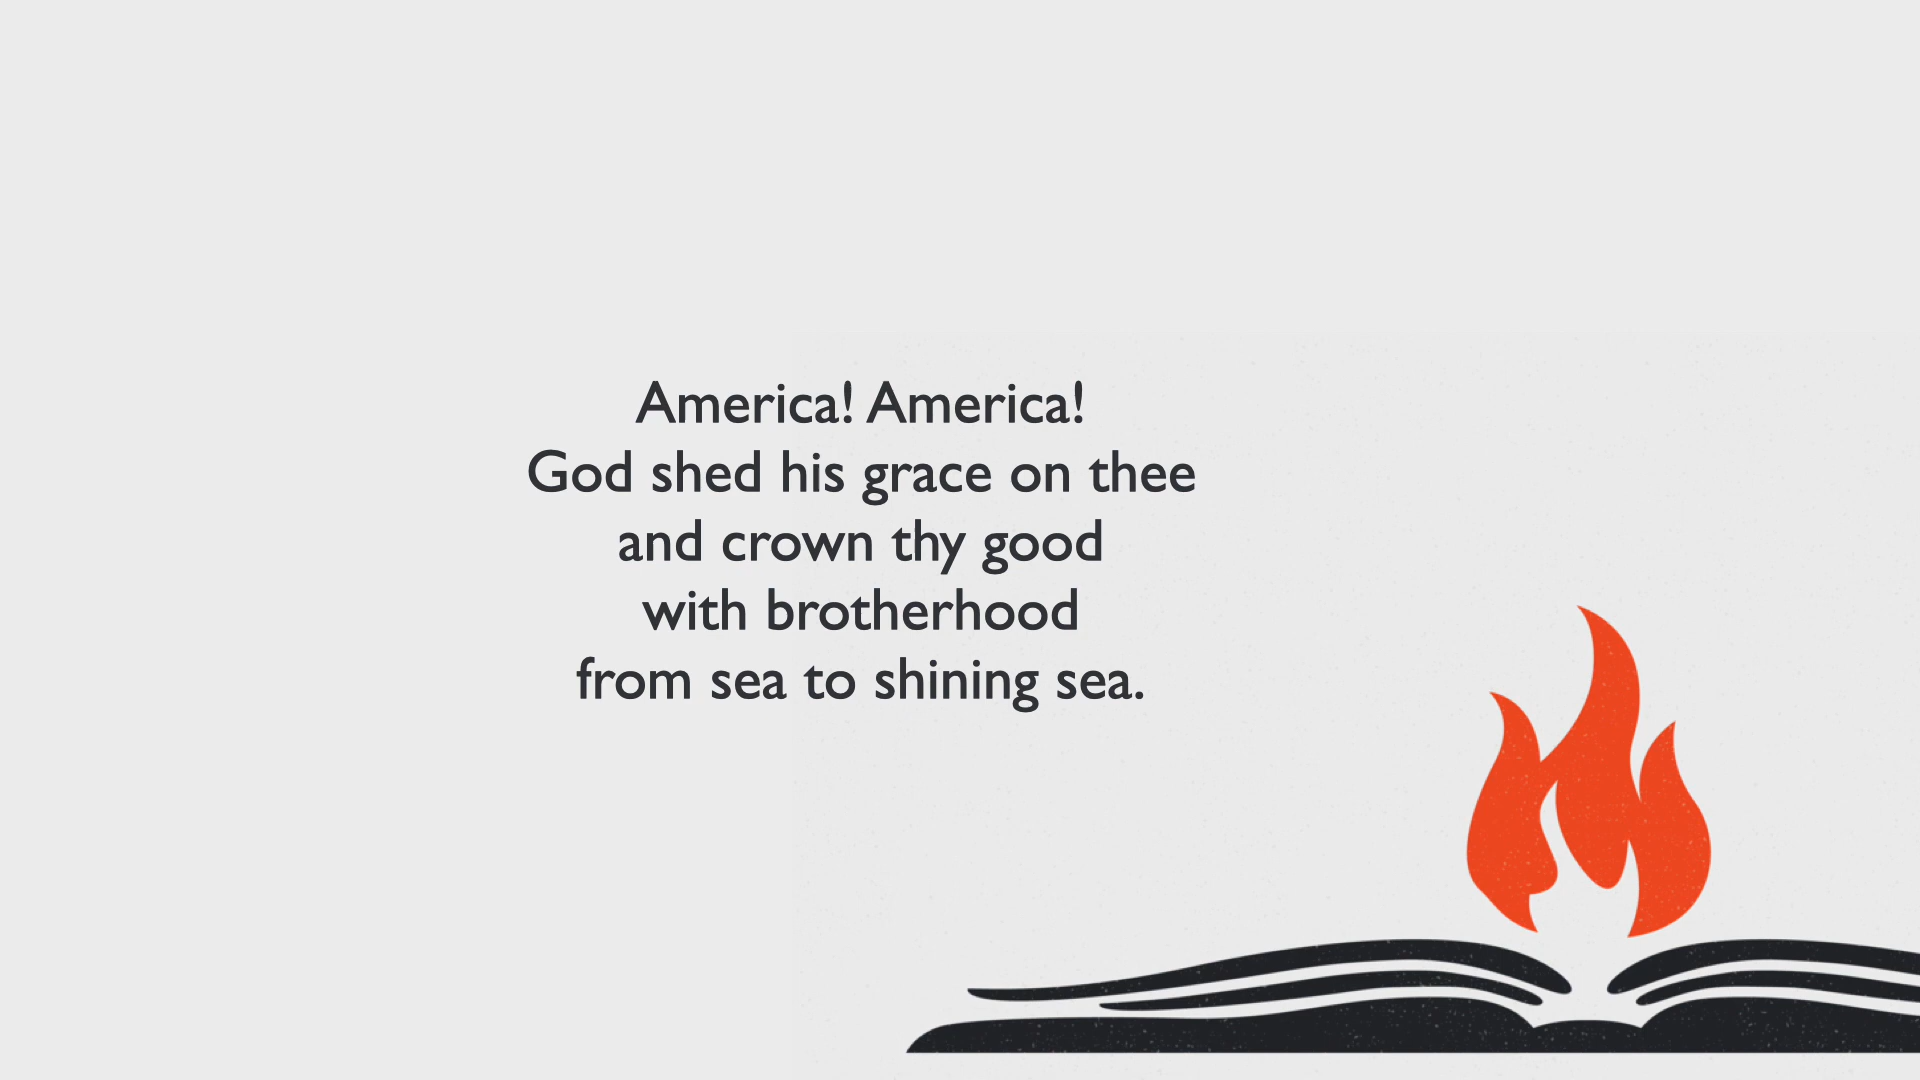 America! America!
God shed his grace on thee
and crown thy good
with brotherhood
from sea to shining sea.